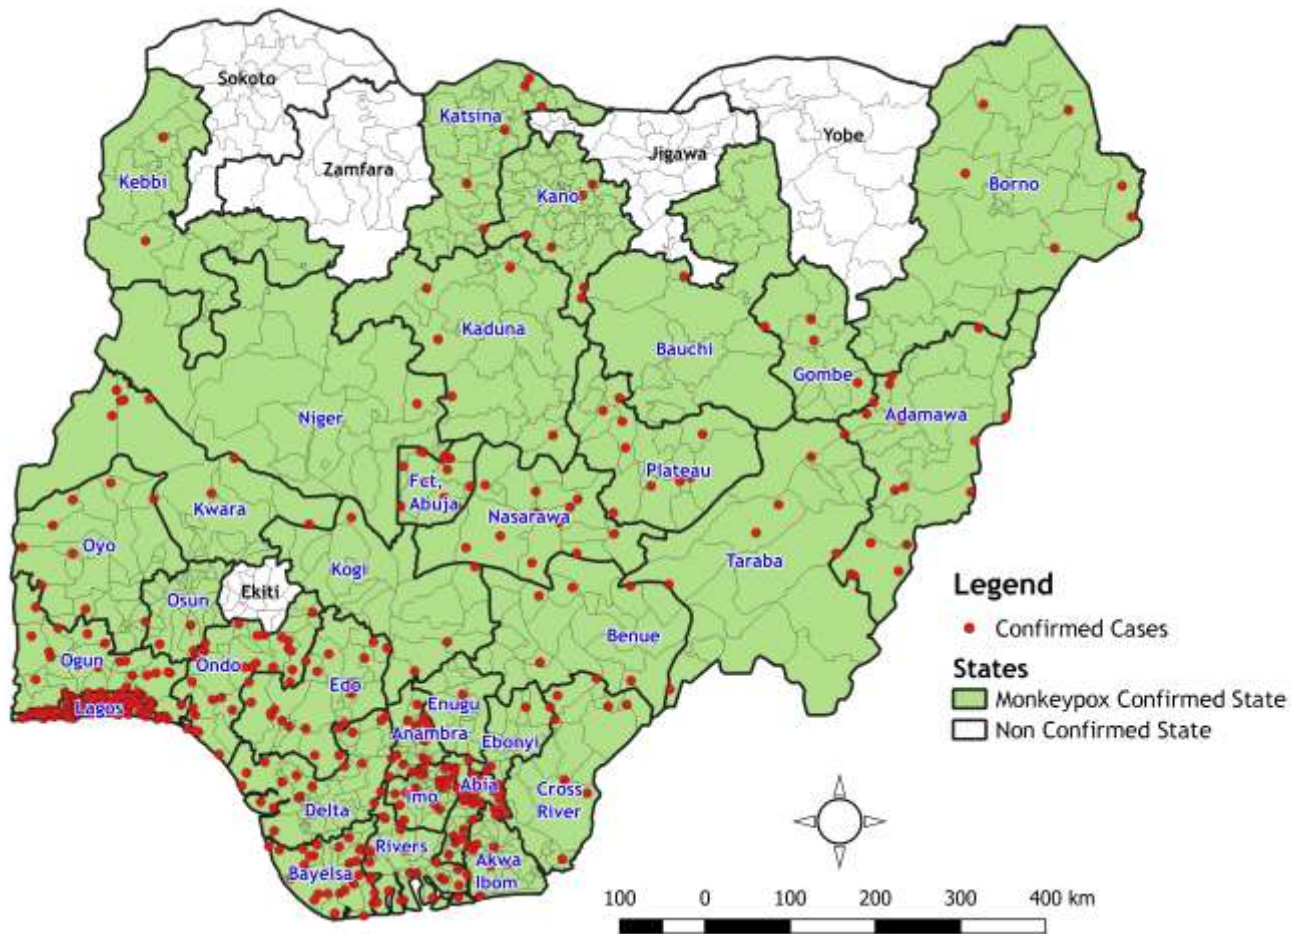 Sokoto
Katsina
Yobe
Jigawa
Zamfara
Kebbi
Kano
Borno
Kaduna
Bauchi
Gombe
Adamawa
Niger
Plateau
Fct,
Abuja
Kwara
Nasarawa
Oyo
Kogi
Taraba
Ekiti
Osun
Benue
Ogun
Ondo
Edo
Lagos
Enugu
Anambra
Ebonyi
Abia
Imo
Cross
River
Delta
Rivers
Bayelsa
Akwa
Ibom
Legend
Confirmed Cases
States
Monkeypox Confirmed State
Non Confirmed State
100 0 100 200 300 400 km